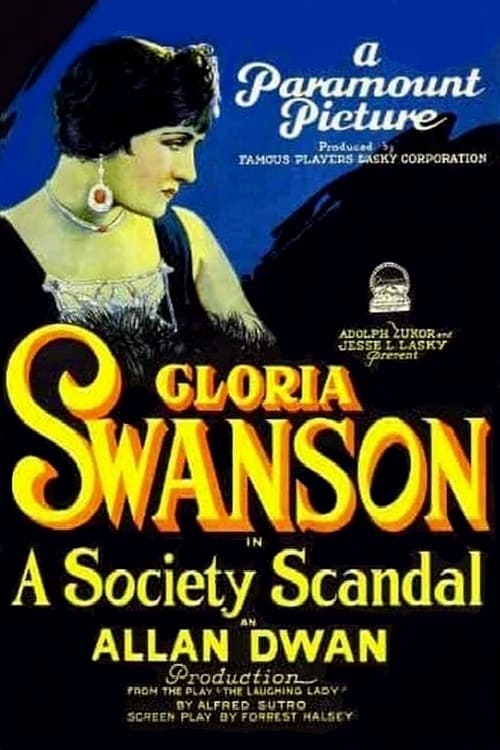 a
Paramount
Picture
Produced by
FAMOUS PLAYERS LASKY CORPORATION
ADOLPH ZUKOR and
JESSE L. LASKY
present
GLORIA
SWANSON
IN
A SOCIETY SCANDAL
AN
ALLAN DWAN
Production
FROM THE PLAY "THE LAUGHING LADY"
BY ALFRED SUTRO
SCREEN PLAY BY FORREST HALSEY